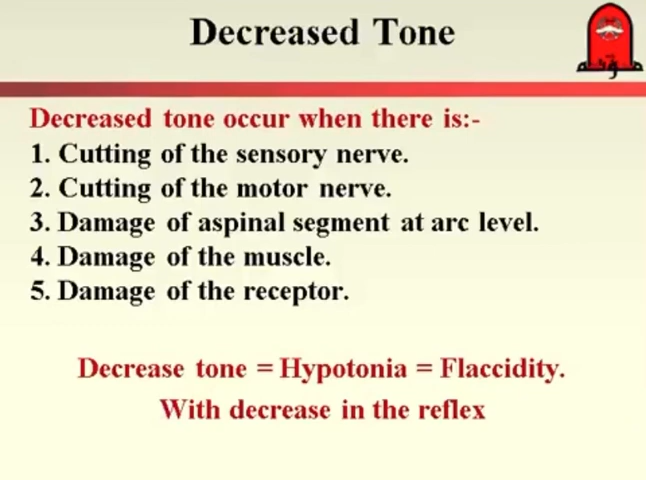 Decreased Tone
مؤتة
Decreased tone occur when there is:-
1. Cutting of the sensory nerve.
2. Cutting of the motor nerve.
3. Damage of aspinal segment at arc level.
4. Damage of the muscle.
5. Damage of the receptor.
Decrease tone = Hypotonia = Flaccidity.
With decrease in the reflex